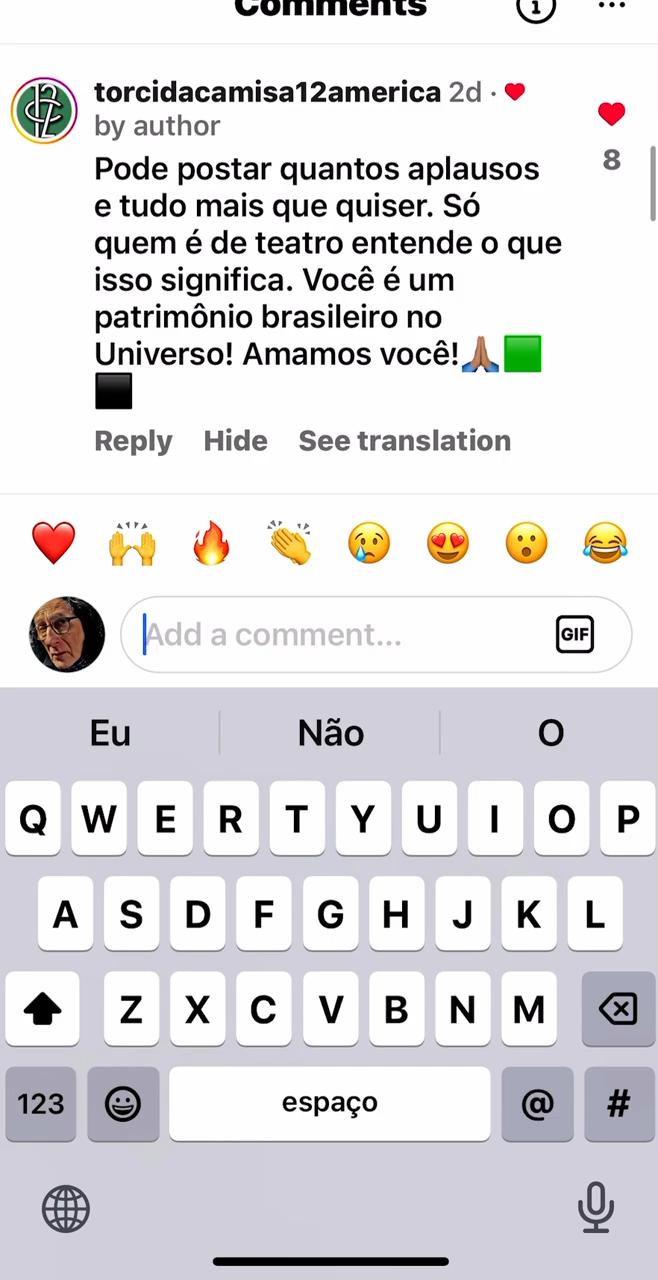 Comments
torcidacamisa12america 2d ·
by author
8
Pode postar quantos aplausos
e tudo mais que quiser. Só
quem é de teatro entende o que
isso significa. Você é um
patrimônio brasileiro no
Universo! Amamos você!🙏🏽🟩
⬛
Reply Hide See translation
Add a comment... GIF
Eu Não O
Q W E R T Y U I O P
A S D F G H J K L
Z X C V B N M
123 espaço @ #